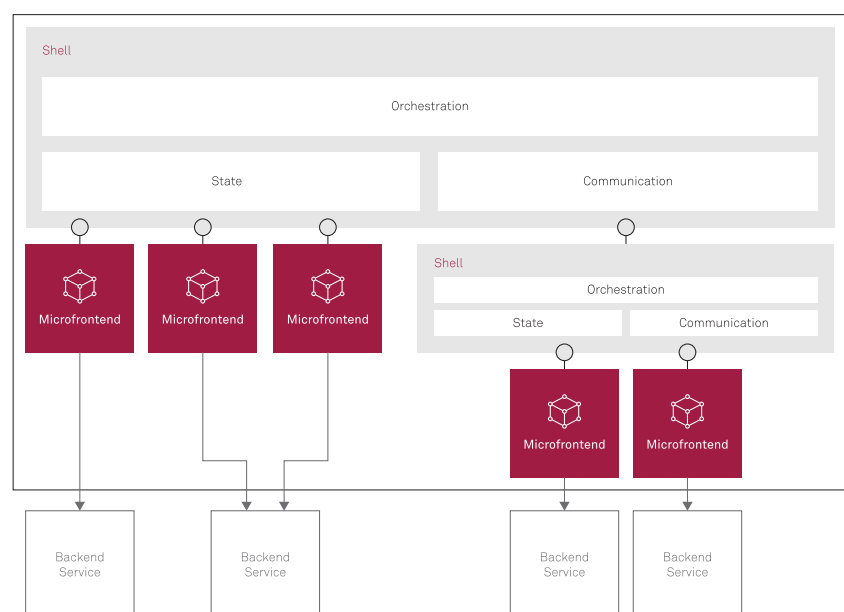 Shell
Orchestration
State
Communication
Shell
Orchestration
State
Communication
Microfrontend
Microfrontend
Microfrontend
Microfrontend
Microfrontend
Backend
Service
Backend
Service
Backend
Service
Backend
Service